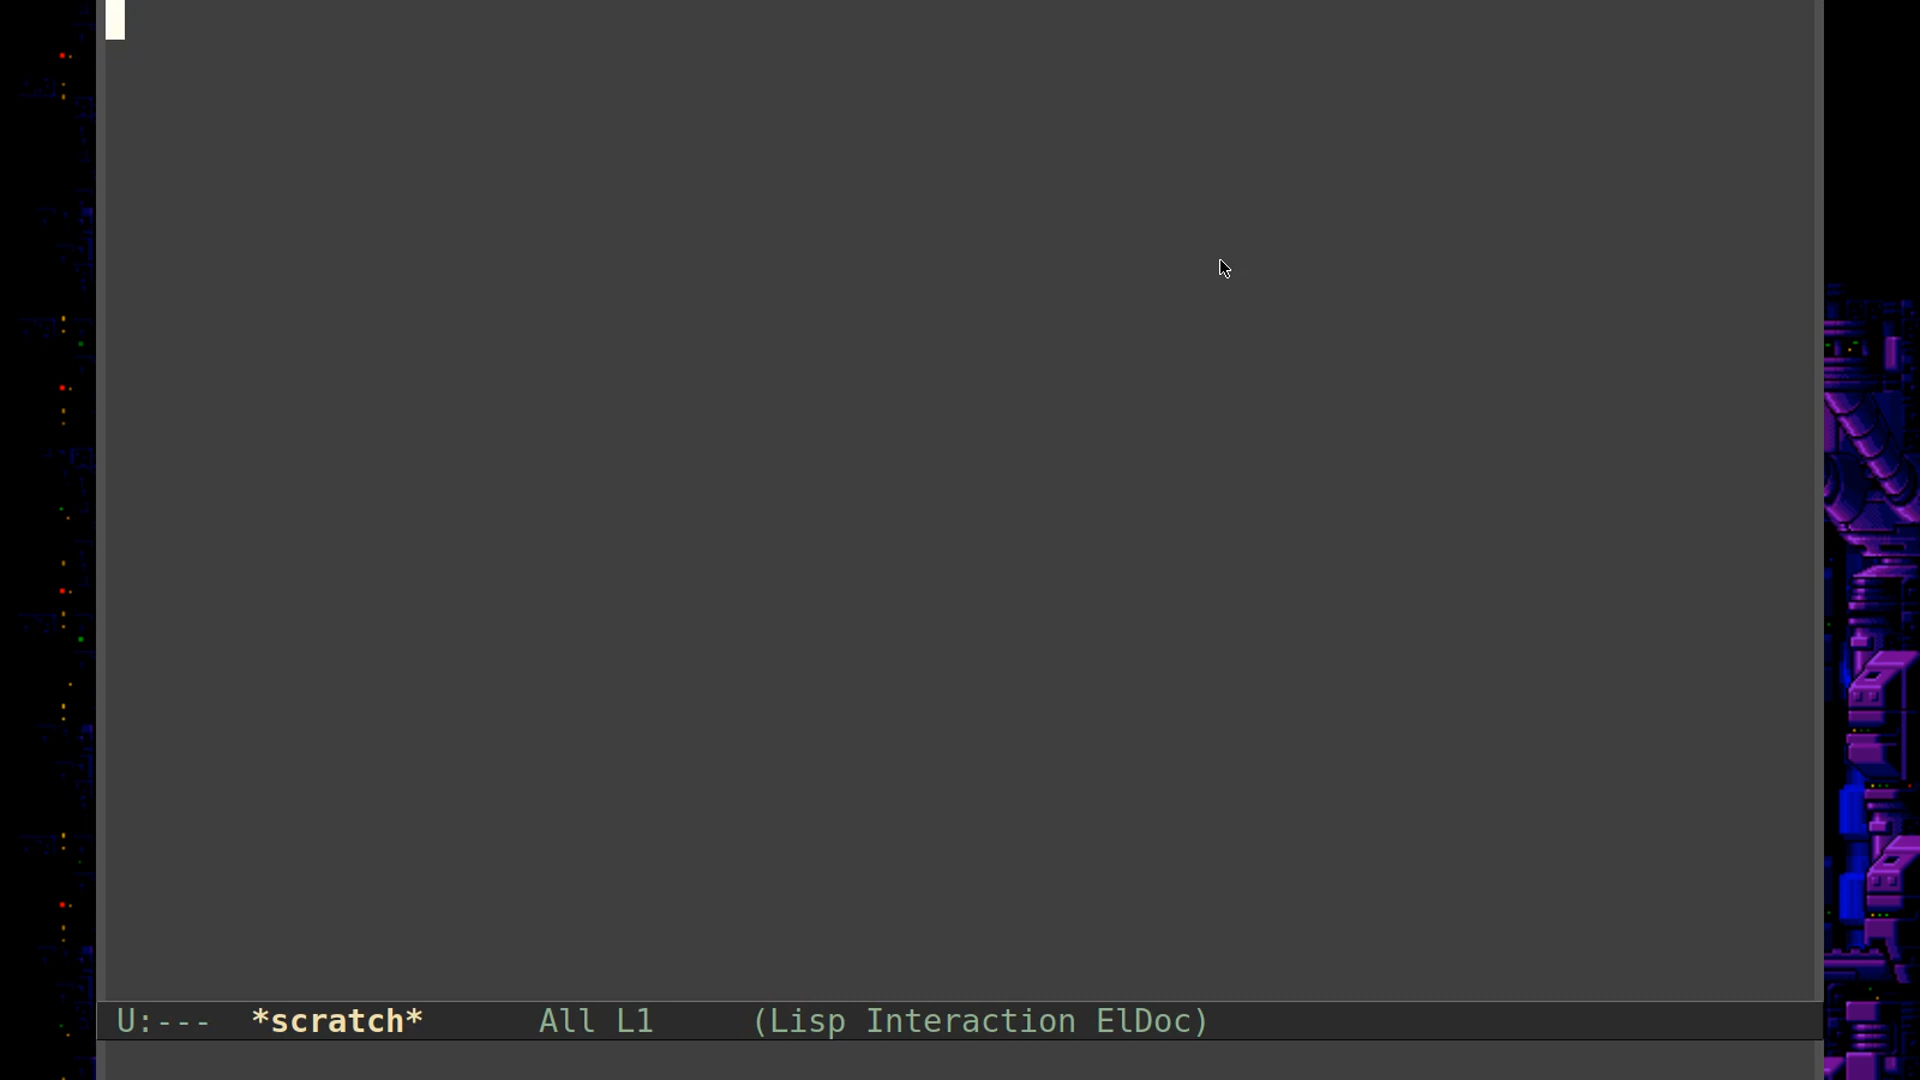 U:---  *scratch*      All L1     (Lisp Interaction ElDoc)